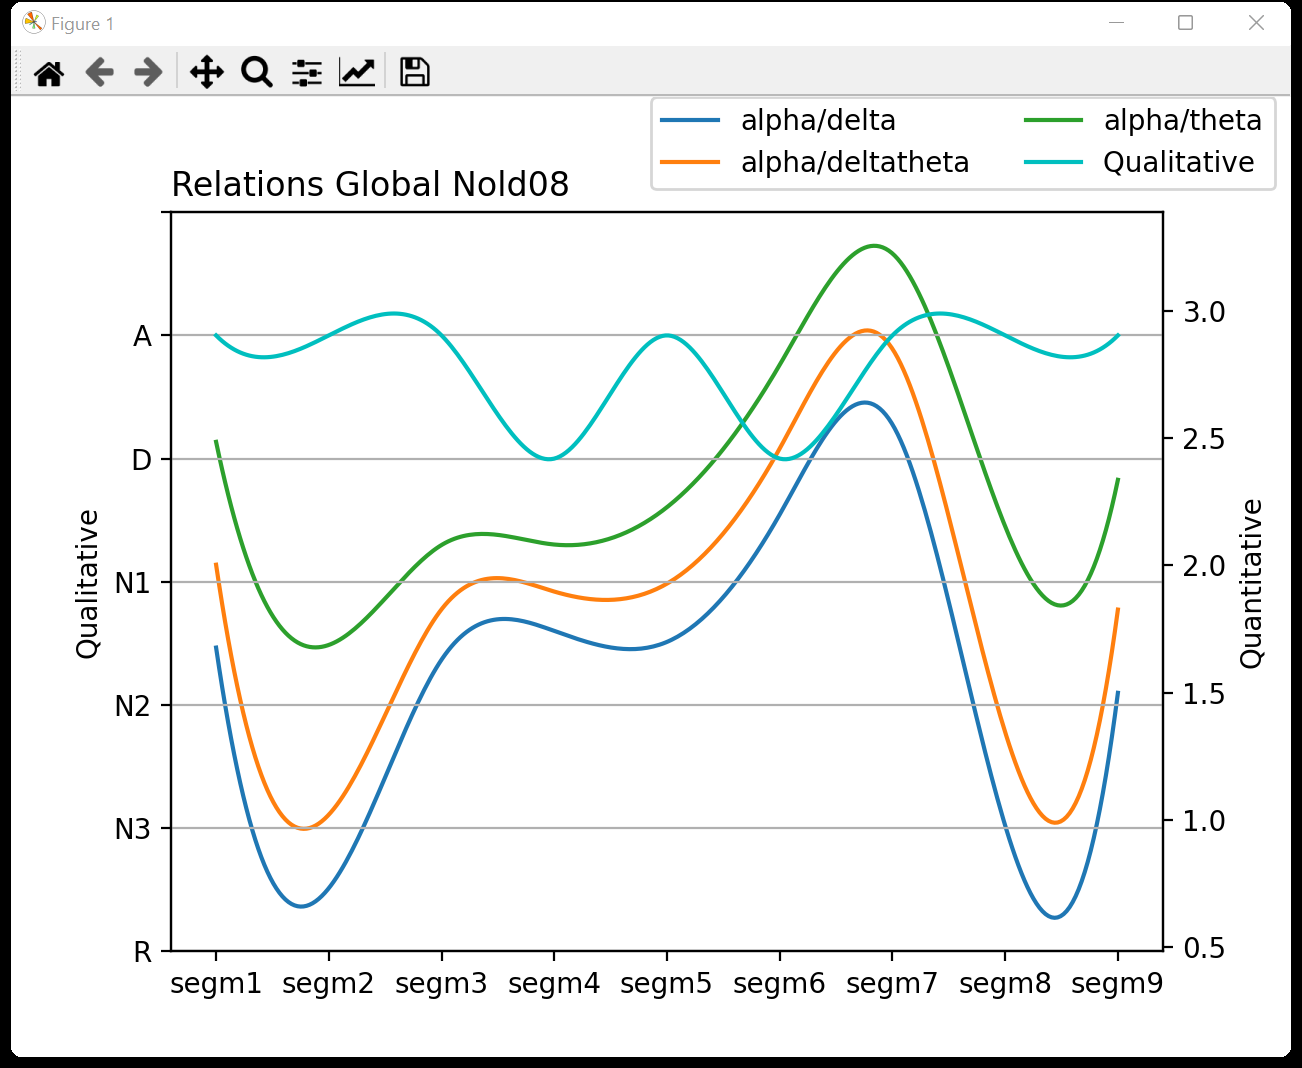 Figure 1
alpha/delta
alpha/deltatheta
alpha/theta
Qualitative
Relations Global Nold08
A
D
N1
N2
N3
R
Qualitative
3.0
2.5
2.0
1.5
1.0
0.5
Quantitative
segm1 segm2 segm3 segm4 segm5 segm6 segm7 segm8 segm9